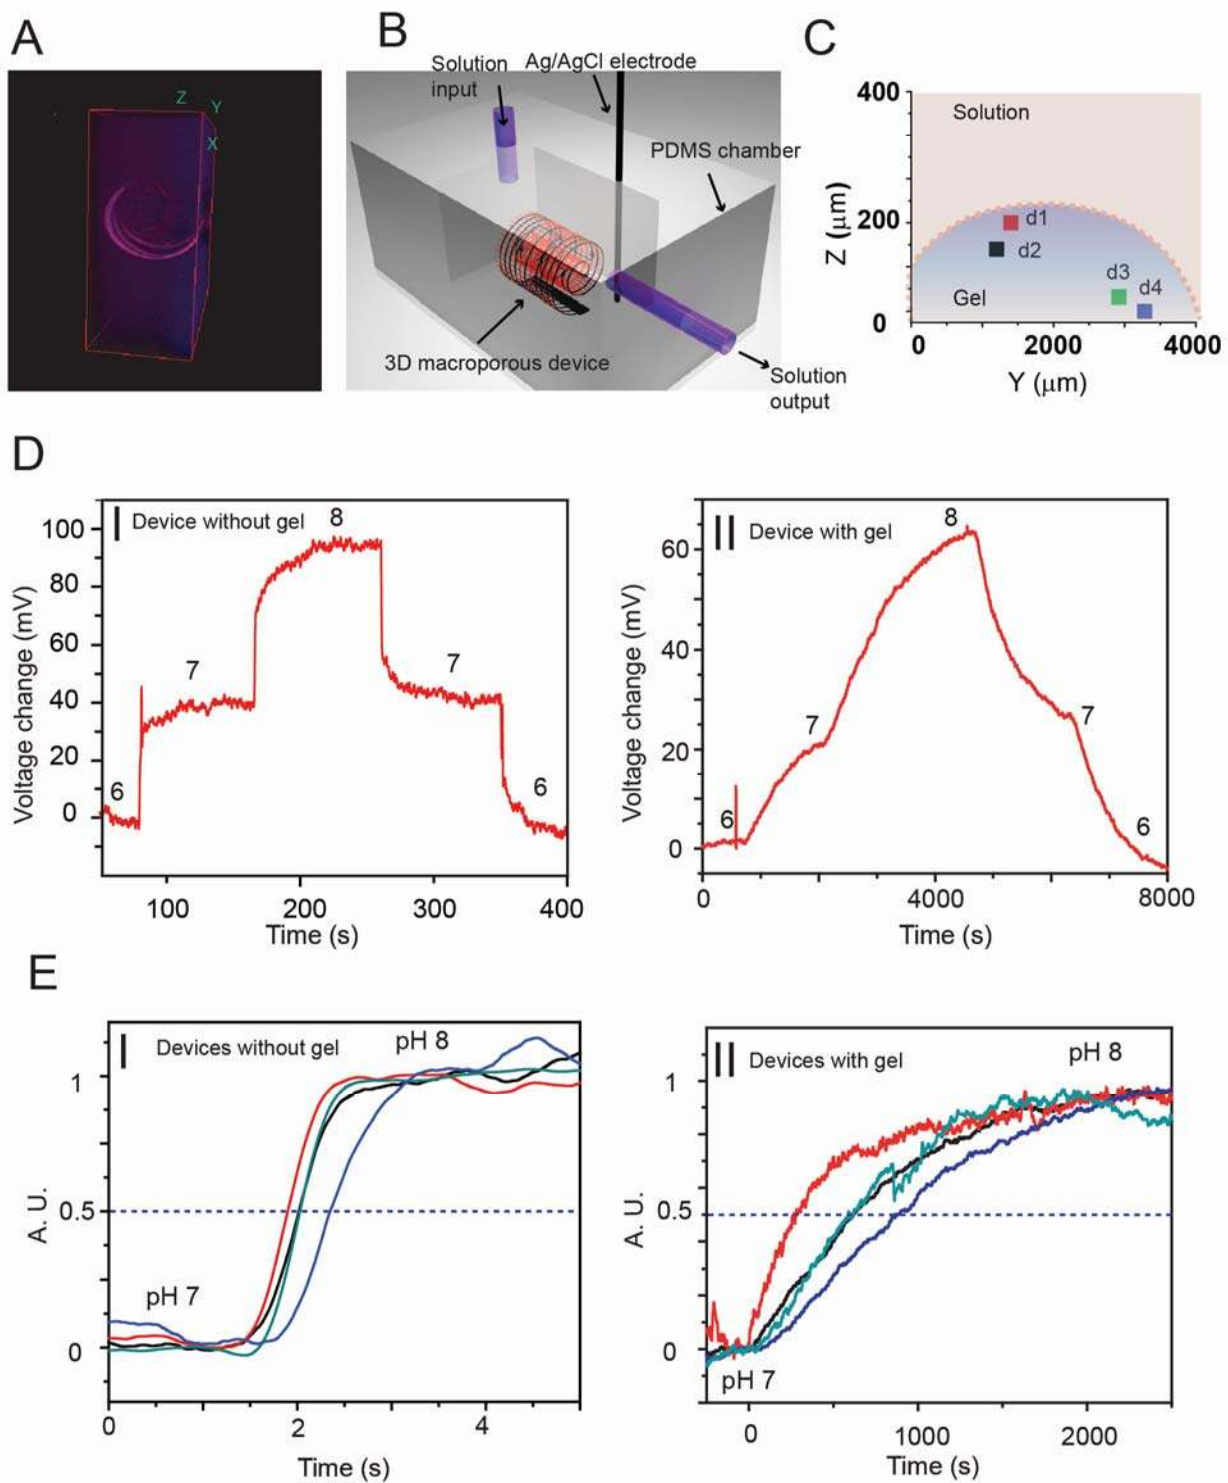 A
Z
Y
X
B
Solution
input
Ag/AgCl electrode
PDMS chamber
3D macroporous device
Solution
output
C
400
200
0
Z (μm)
Solution
Gel
d1
d2
d3
d4
0
2000
4000
Y (μm)
D
I Device without gel
100
80
60
40
20
0
Voltage change (mV)
6
7
8
7
6
100
200
300
400
Time (s)
II Device with gel
60
40
20
0
Voltage change (mV)
6
7
8
7
6
0
4000
8000
Time (s)
E
I Devices without gel
pH 8
pH 7
1
0.5
0
A. U.
0
2
4
Time (s)
II Devices with gel
pH 8
pH 7
1
0.5
0
A. U.
0
1000
2000
Time (s)